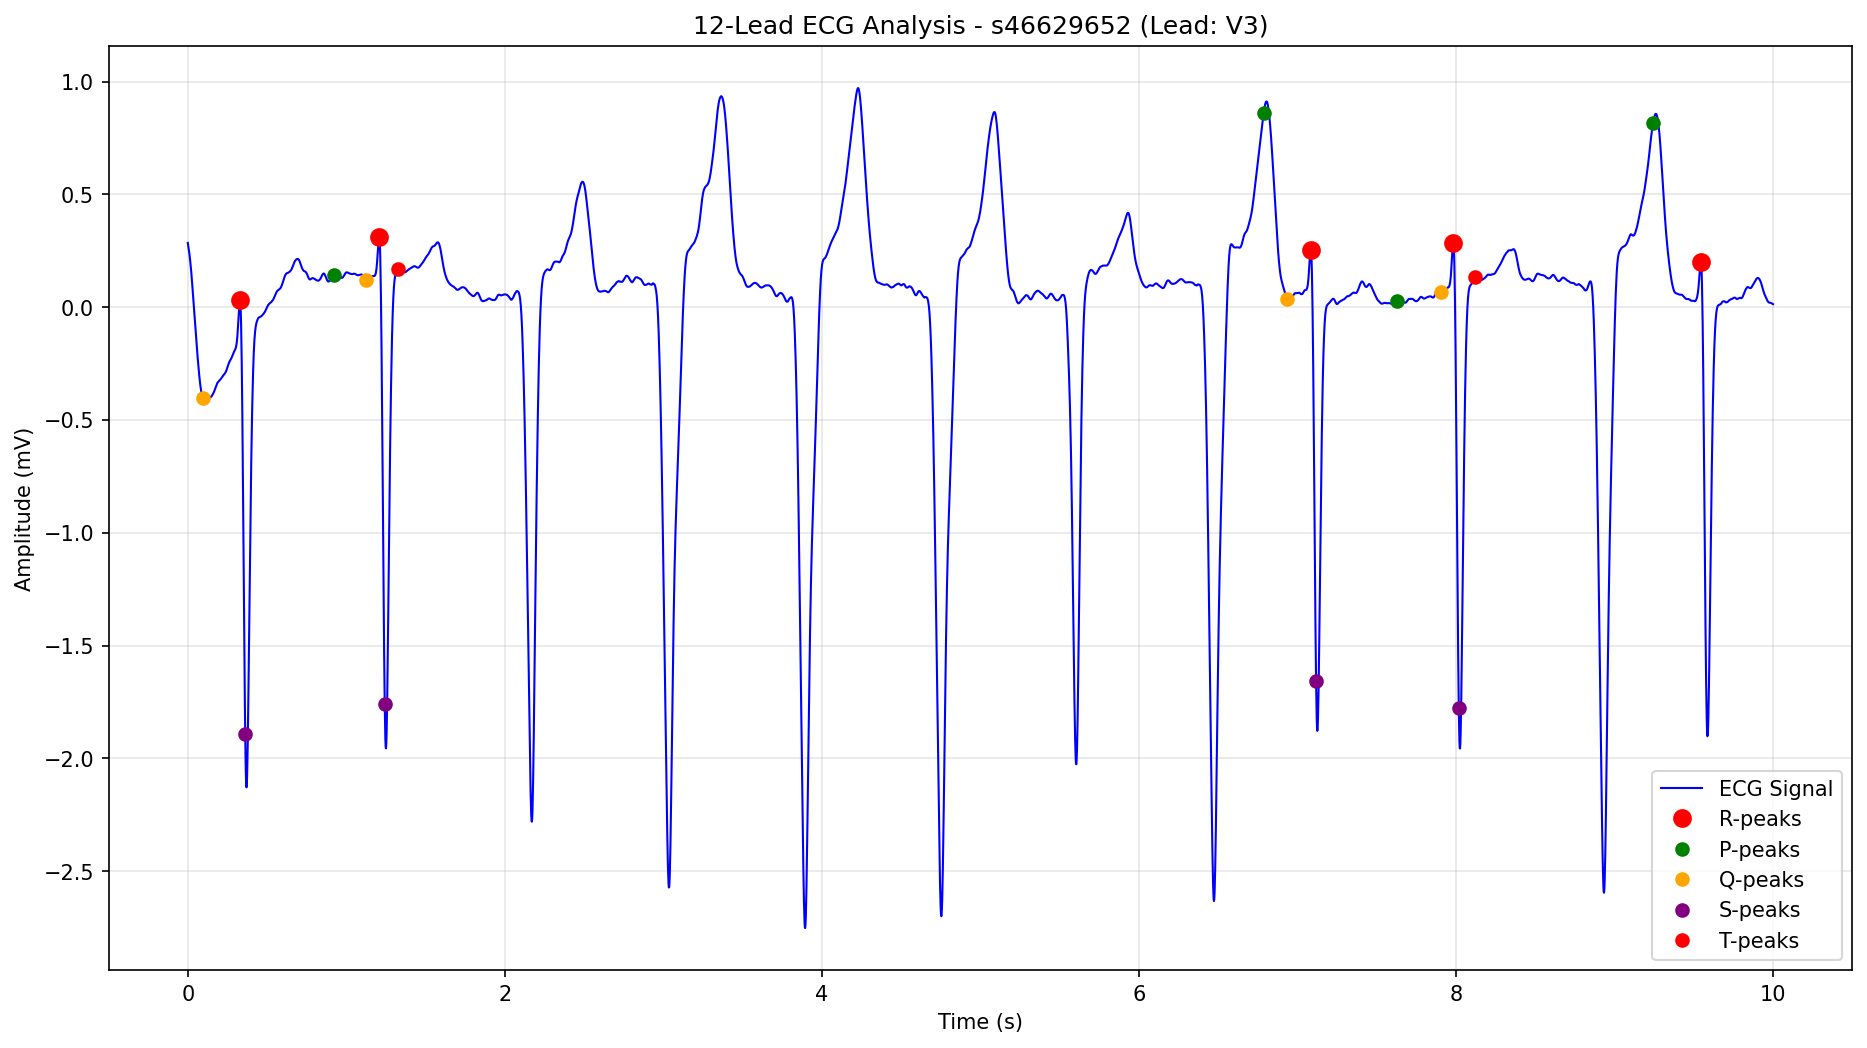 12-Lead ECG Analysis - s46629652 (Lead: V3)
1.0
0.5
0.0
−0.5
−1.0
−1.5
−2.0
−2.5
Amplitude (mV)
0
2
4
6
8
10
Time (s)
ECG Signal
R-peaks
P-peaks
Q-peaks
S-peaks
T-peaks